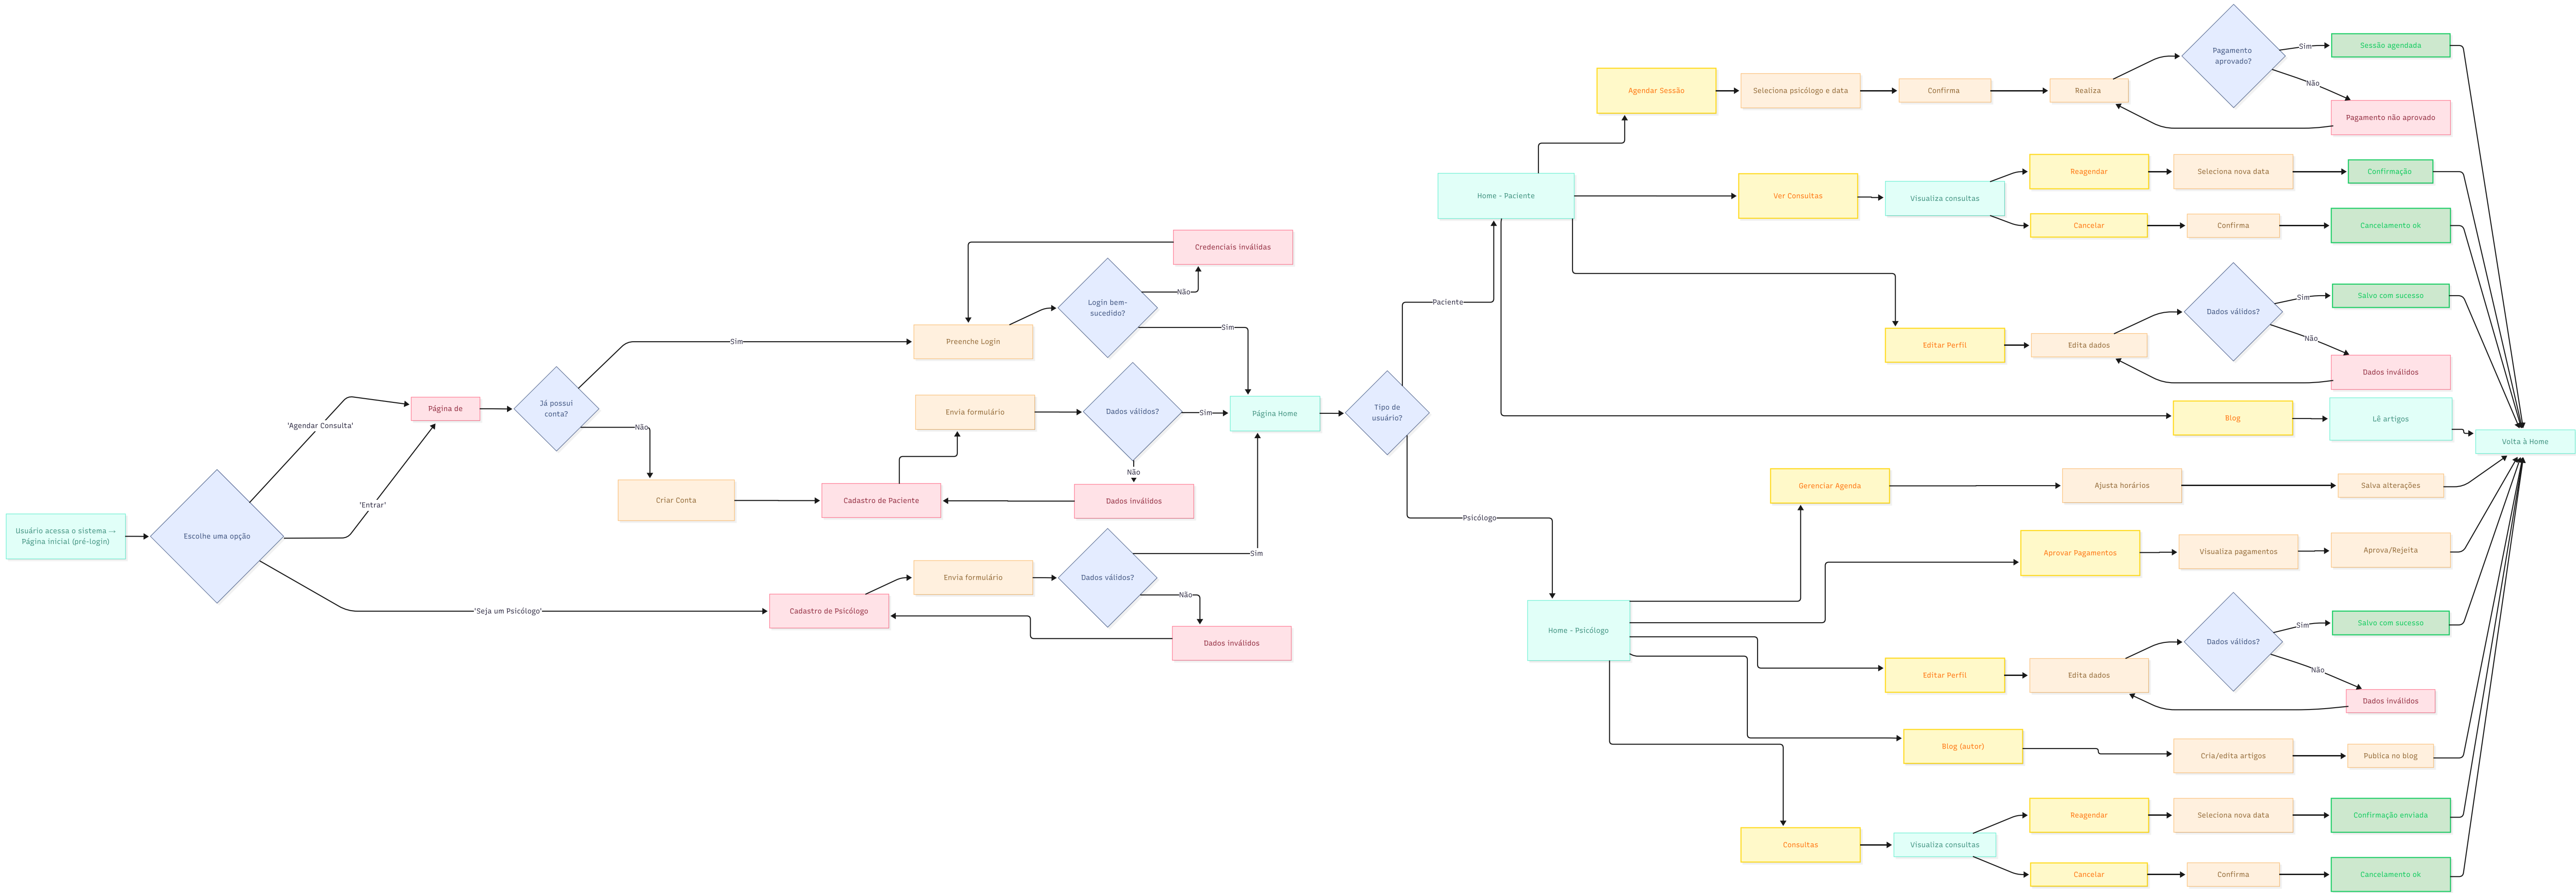 Usuário acessa o sistema →
Página inicial (pré-login)
Escolhe uma opção
'Agendar Consulta'
'Entrar'
'Seja um Psicólogo'
Página de
Já possui
conta?
Sim
Não
Criar Conta
Cadastro de Paciente
Cadastro de Psicólogo
Preenche Login
Login bem-
sucedido?
Não
Sim
Credenciais inválidas
Envia formulário
Dados válidos?
Sim
Não
Dados inválidos
Envia formulário
Dados válidos?
Sim
Não
Dados inválidos
Página Home
Tipo de
usuário?
Paciente
Psicólogo
Home - Paciente
Agendar Sessão
Seleciona psicólogo e data
Confirma
Realiza
Pagamento
aprovado?
Sim
Não
Sessão agendada
Pagamento não aprovado
Ver Consultas
Visualiza consultas
Reagendar
Seleciona nova data
Confirmação
Cancelar
Confirma
Cancelamento ok
Editar Perfil
Edita dados
Dados válidos?
Sim
Não
Salvo com sucesso
Dados inválidos
Blog
Lê artigos
Volta à Home
Home - Psicólogo
Gerenciar Agenda
Ajusta horários
Salva alterações
Aprovar Pagamentos
Visualiza pagamentos
Aprova/Rejeita
Editar Perfil
Edita dados
Dados válidos?
Sim
Não
Salvo com sucesso
Dados inválidos
Blog (autor)
Cria/edita artigos
Publica no blog
Consultas
Visualiza consultas
Reagendar
Seleciona nova data
Confirmação enviada
Cancelar
Confirma
Cancelamento ok